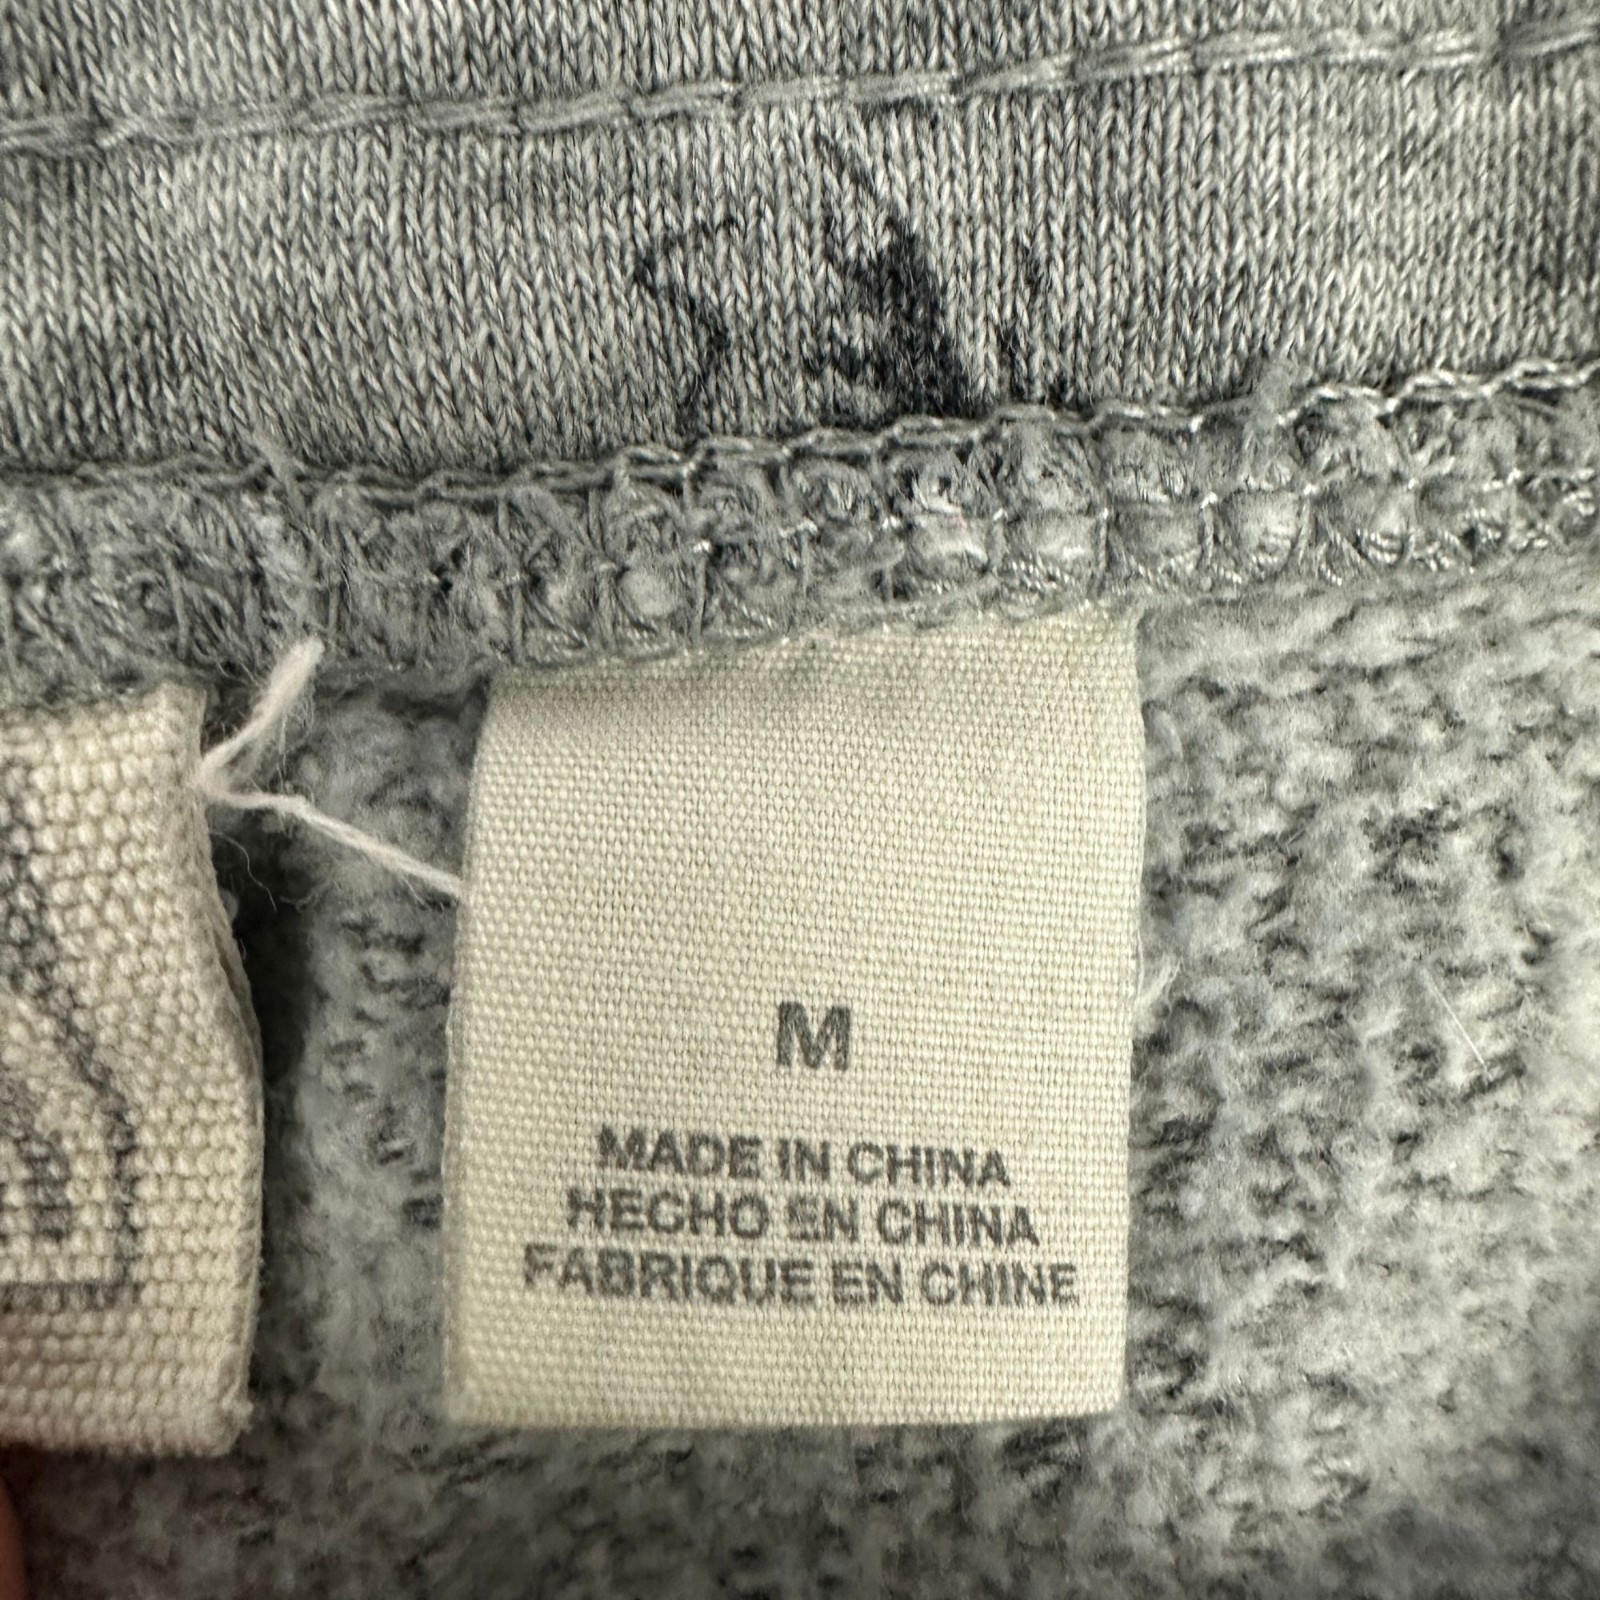 M
MADE IN CHINA
HECHO EN CHINA
FABRIQUE EN CHINE